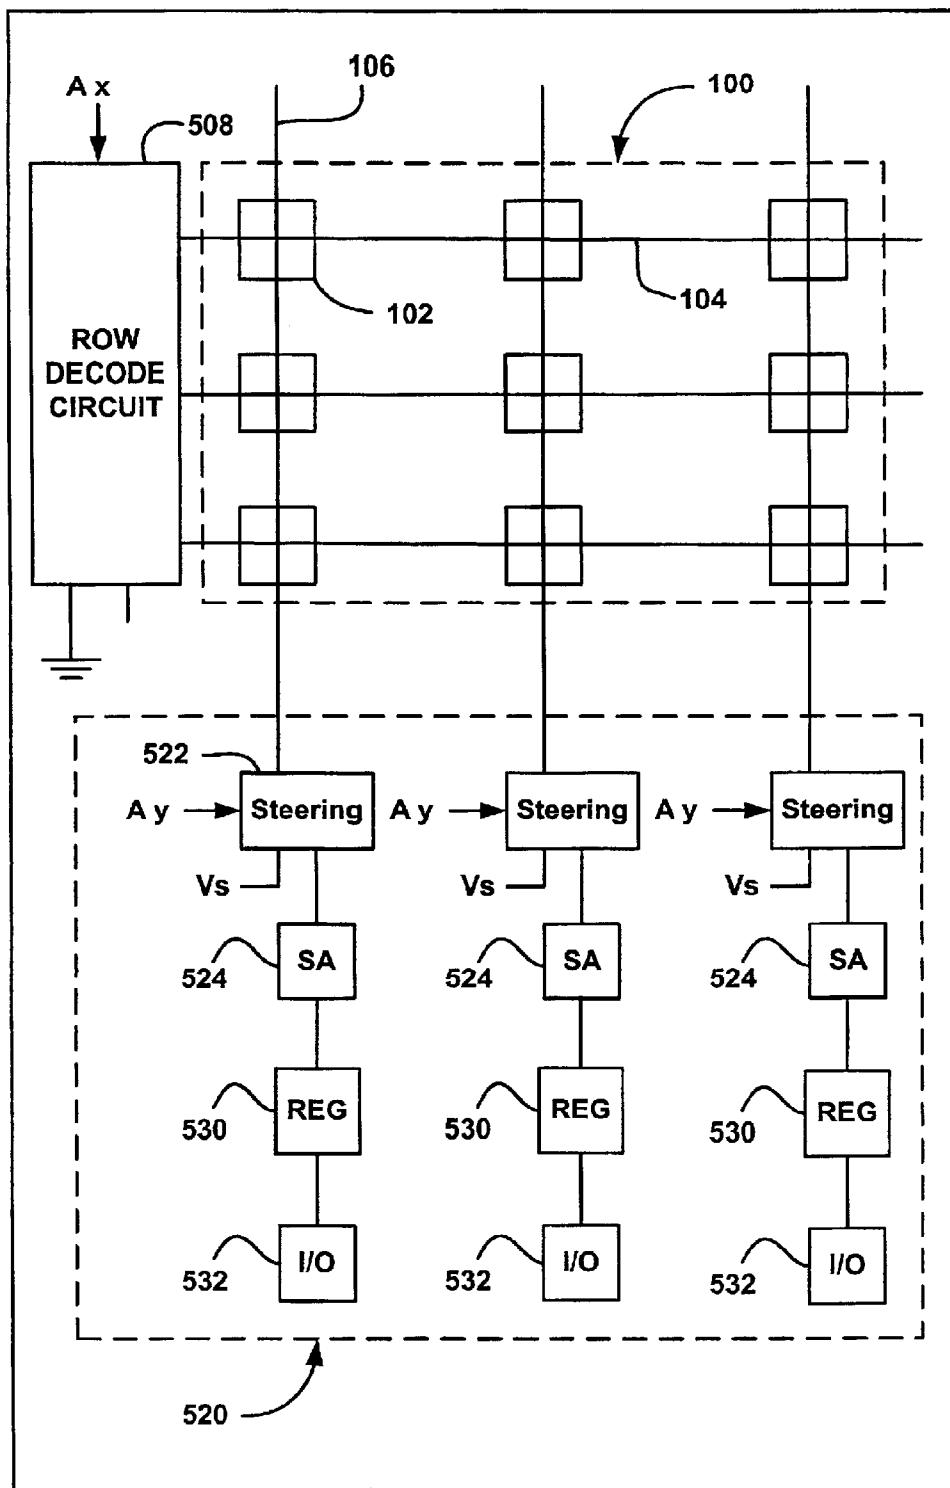 106
A x
508
100
102
104
ROW
DECODE
CIRCUIT
522
A y
Steering
A y
Steering
A y
Steering
Vs
Vs
Vs
524
SA
524
SA
524
SA
530
REG
530
REG
530
REG
532
I/O
532
I/O
532
I/O
520